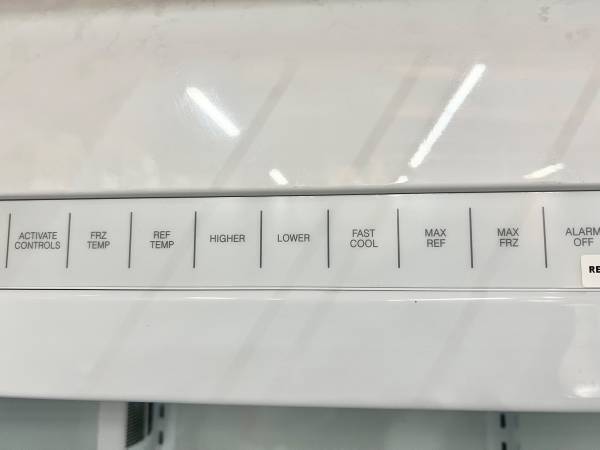 ACTIVATE
CONTROLS
FRZ
TEMP
REF
TEMP
HIGHER
LOWER
FAST
COOL
MAX
REF
MAX
FRZ
ALARM
OFF